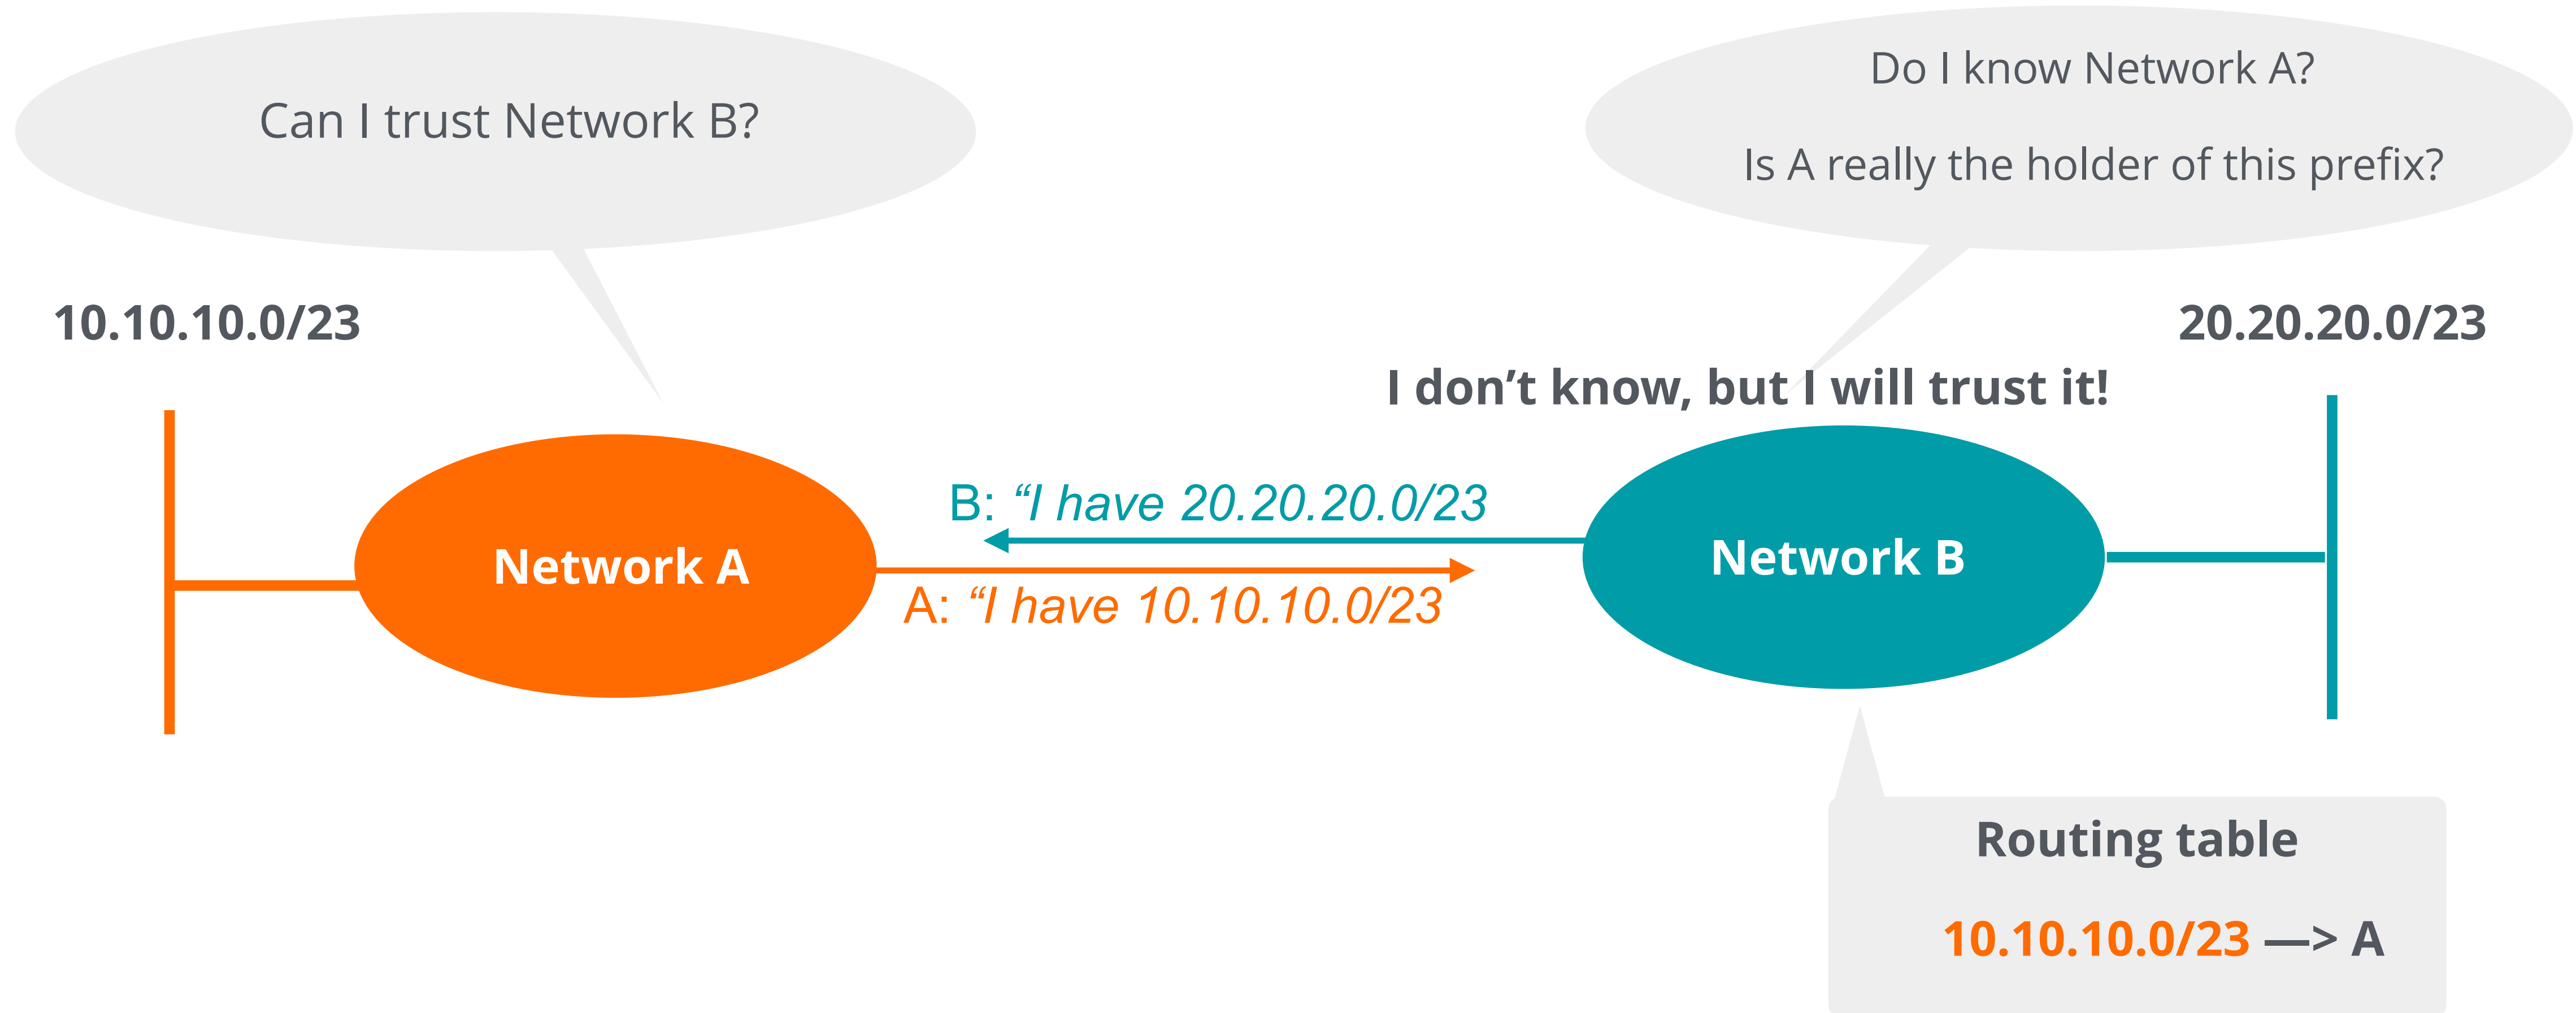 Can I trust Network B?
Do I know Network A?
Is A really the holder of this prefix?
10.10.10.0/23
20.20.20.0/23
I don’t know, but I will trust it!
B: “I have 20.20.20.0/23
Network A
Network B
A: “I have 10.10.10.0/23
Routing table
10.10.10.0/23 —> A